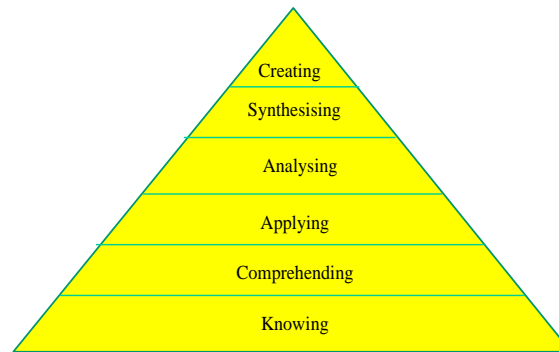 Creating
Synthesising
Analysing
Applying
Comprehending
Knowing